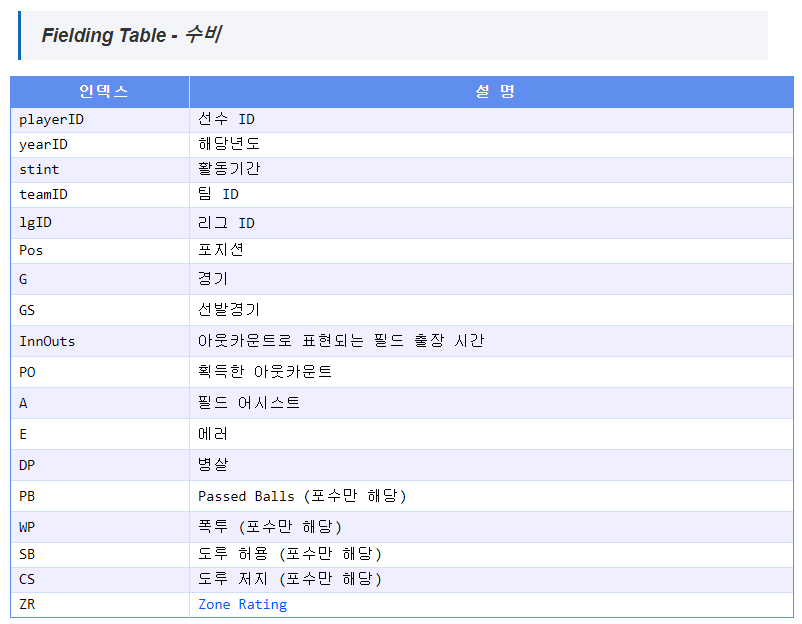 Fielding Table - 수비
인덱스 설 명
playerID 선수 ID
yearID 해당년도
stint 활동기간
teamID 팀 ID
lgID 리그 ID
Pos 포지션
G 경기
GS 선발경기
InnOuts 아웃카운트로 표현되는 필드 출장 시간
PO 획득한 아웃카운트
A 필드 어시스트
E 에러
DP 병살
PB Passed Balls (포수만 해당)
WP 폭투 (포수만 해당)
SB 도루 허용 (포수만 해당)
CS 도루 저지 (포수만 해당)
ZR Zone Rating